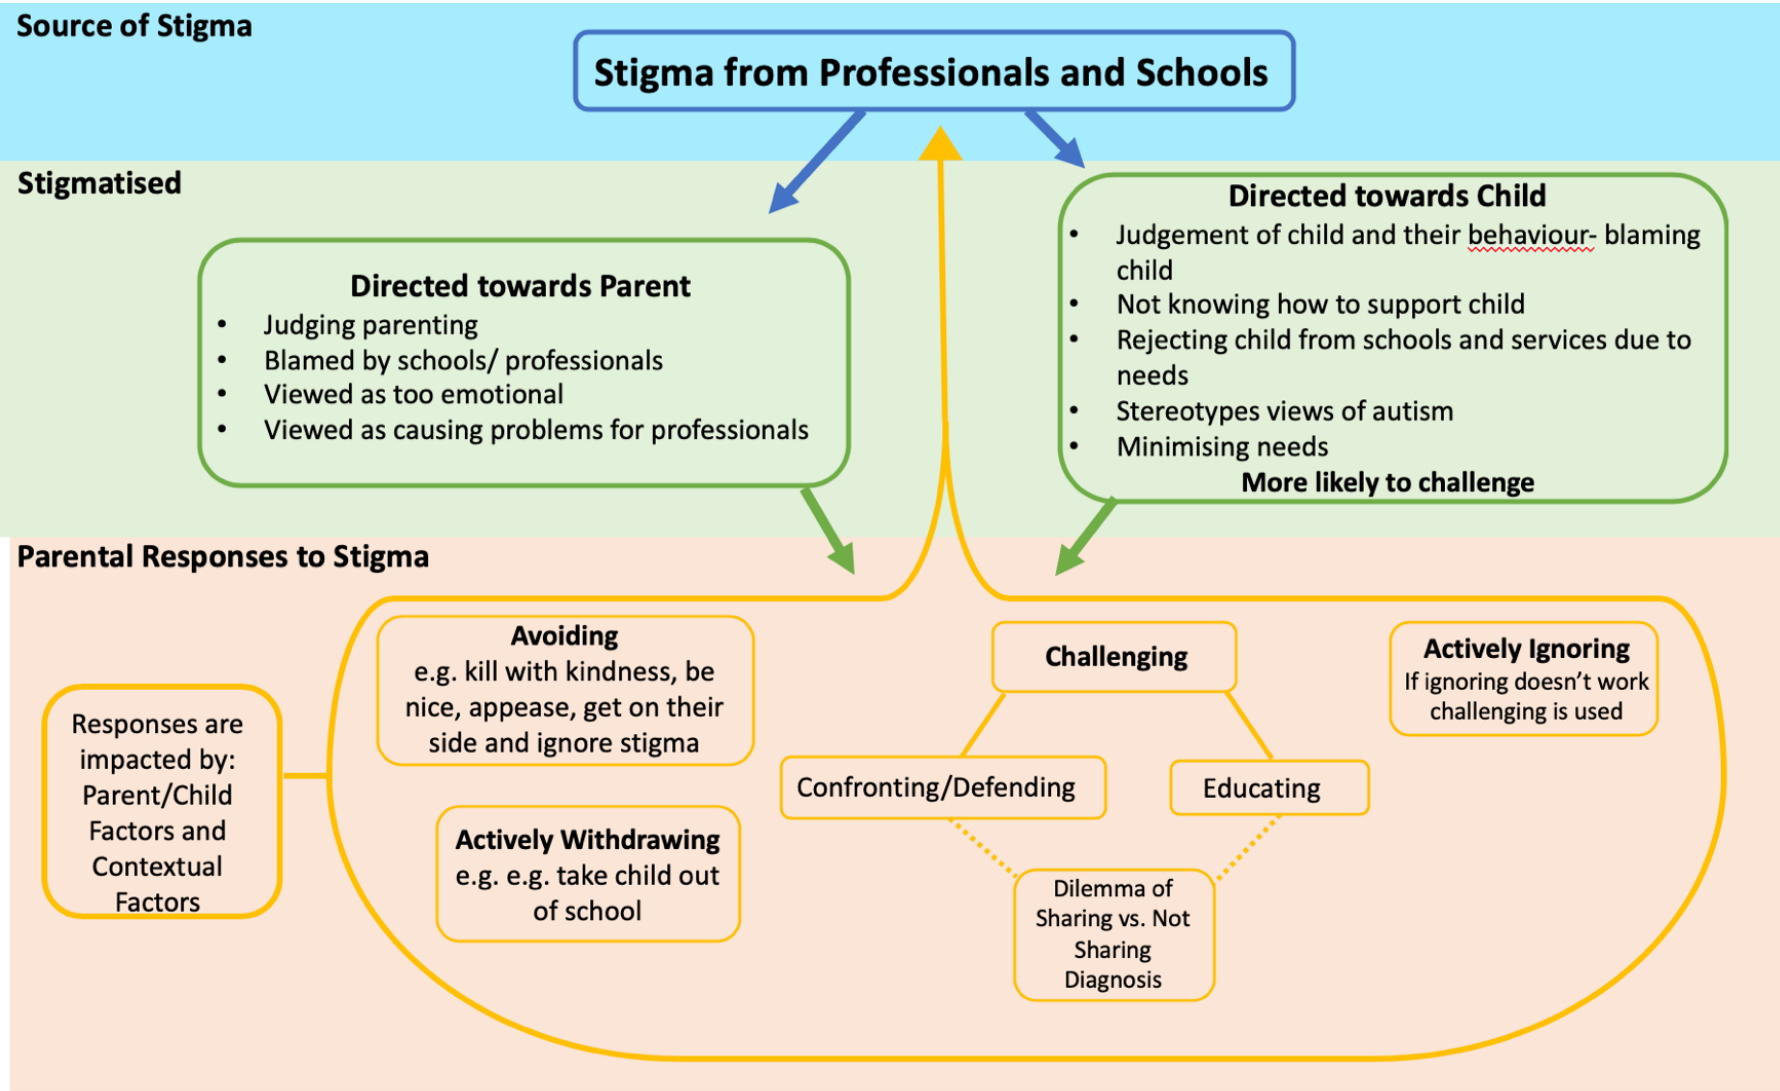 Source of Stigma
Stigma from Professionals and Schools
Stigmatised
Directed towards Parent
• Judging parenting
• Blamed by schools/ professionals
• Viewed as too emotional
• Viewed as causing problems for professionals
Directed towards Child
• Judgement of child and their behaviour- blaming
child
• Not knowing how to support child
• Rejecting child from schools and services due to
needs
• Stereotypes views of autism
• Minimising needs
More likely to challenge
Parental Responses to Stigma
Responses are
impacted by:
Parent/Child
Factors and
Contextual
Factors
Avoiding
e.g. kill with kindness, be
nice, appease, get on their
side and ignore stigma
Actively Withdrawing
e.g. e.g. take child out
of school
Challenging
Confronting/Defending
Educating
Dilemma of
Sharing vs. Not
Sharing
Diagnosis
Actively Ignoring
If ignoring doesn't work
challenging is used